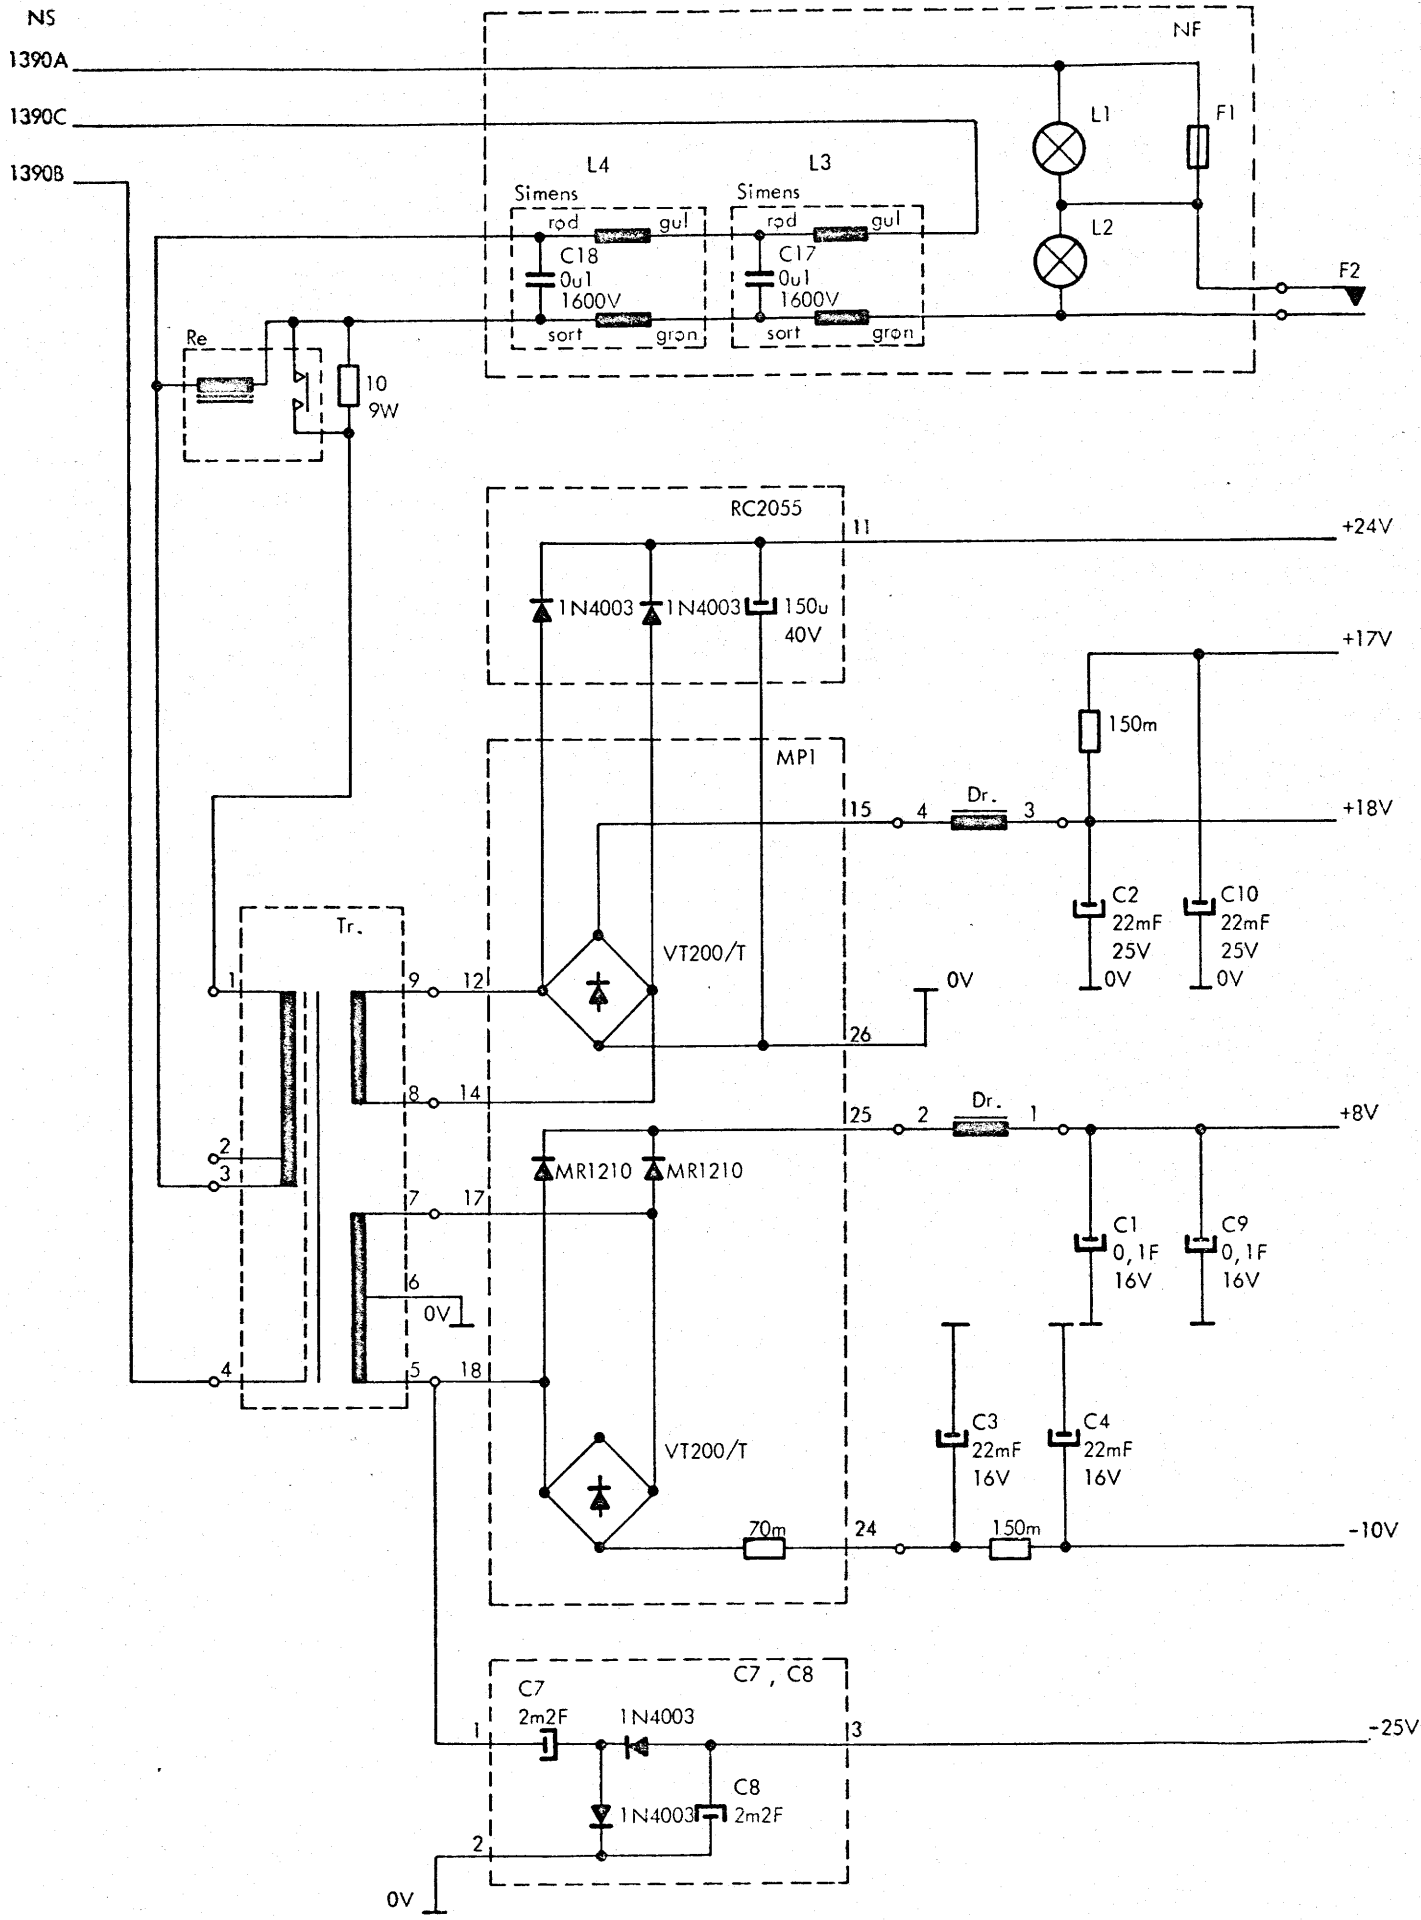 NS
NF
1390A
L1
F1
1390C
L4
L3
1390B
Simens
Simens
rød
gul
rød
gul
L2
C18
0u1
1600V
C17
0u1
1600V
F2
sort
grøn
sort
grøn
Re
10
9W
RC2055
11
+24V
1N4003
1N4003
150u
40V
+17V
MP1
150m
15
4
Dr.
3
+18V
Tr.
C2
22mF
25V
0V
C10
22mF
25V
0V
VT200/T
1
9
12
0V
26
8
14
25
2
Dr.
1
+8V
2
3
MR1210
MR1210
7
17
C1
0,1F
16V
C9
0,1F
16V
6
0V
4
5
18
C3
22mF
16V
C4
22mF
16V
VT200/T
70m
24
150m
-10V
C7
2m2F
C7 , C8
1
1N4003
3
-25V
C8
2m2F
1N4003
2
0V